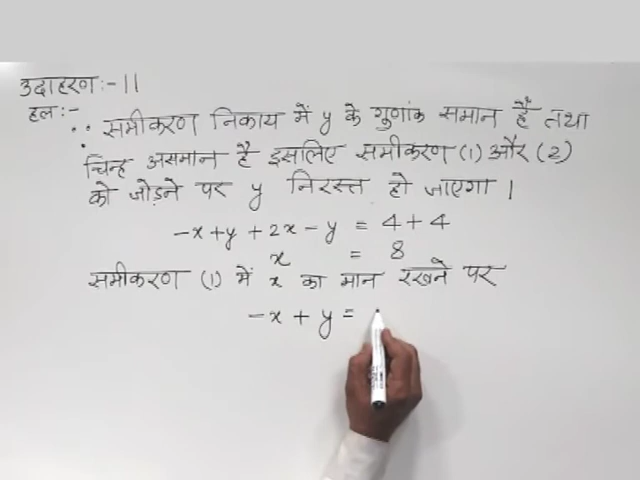 उदाहरण:- 11
हल:-
∵ समीकरण निकाय में y के गुणांक समान हैं तथा
चिन्ह असमान है इसलिए समीकरण (1) और (2)
को जोड़ने पर y निरस्त हो जाएगा ।
-x + y + 2x - y = 4 + 4
x = 8
समीकरण (1) में x का मान रखने पर
-x + y =